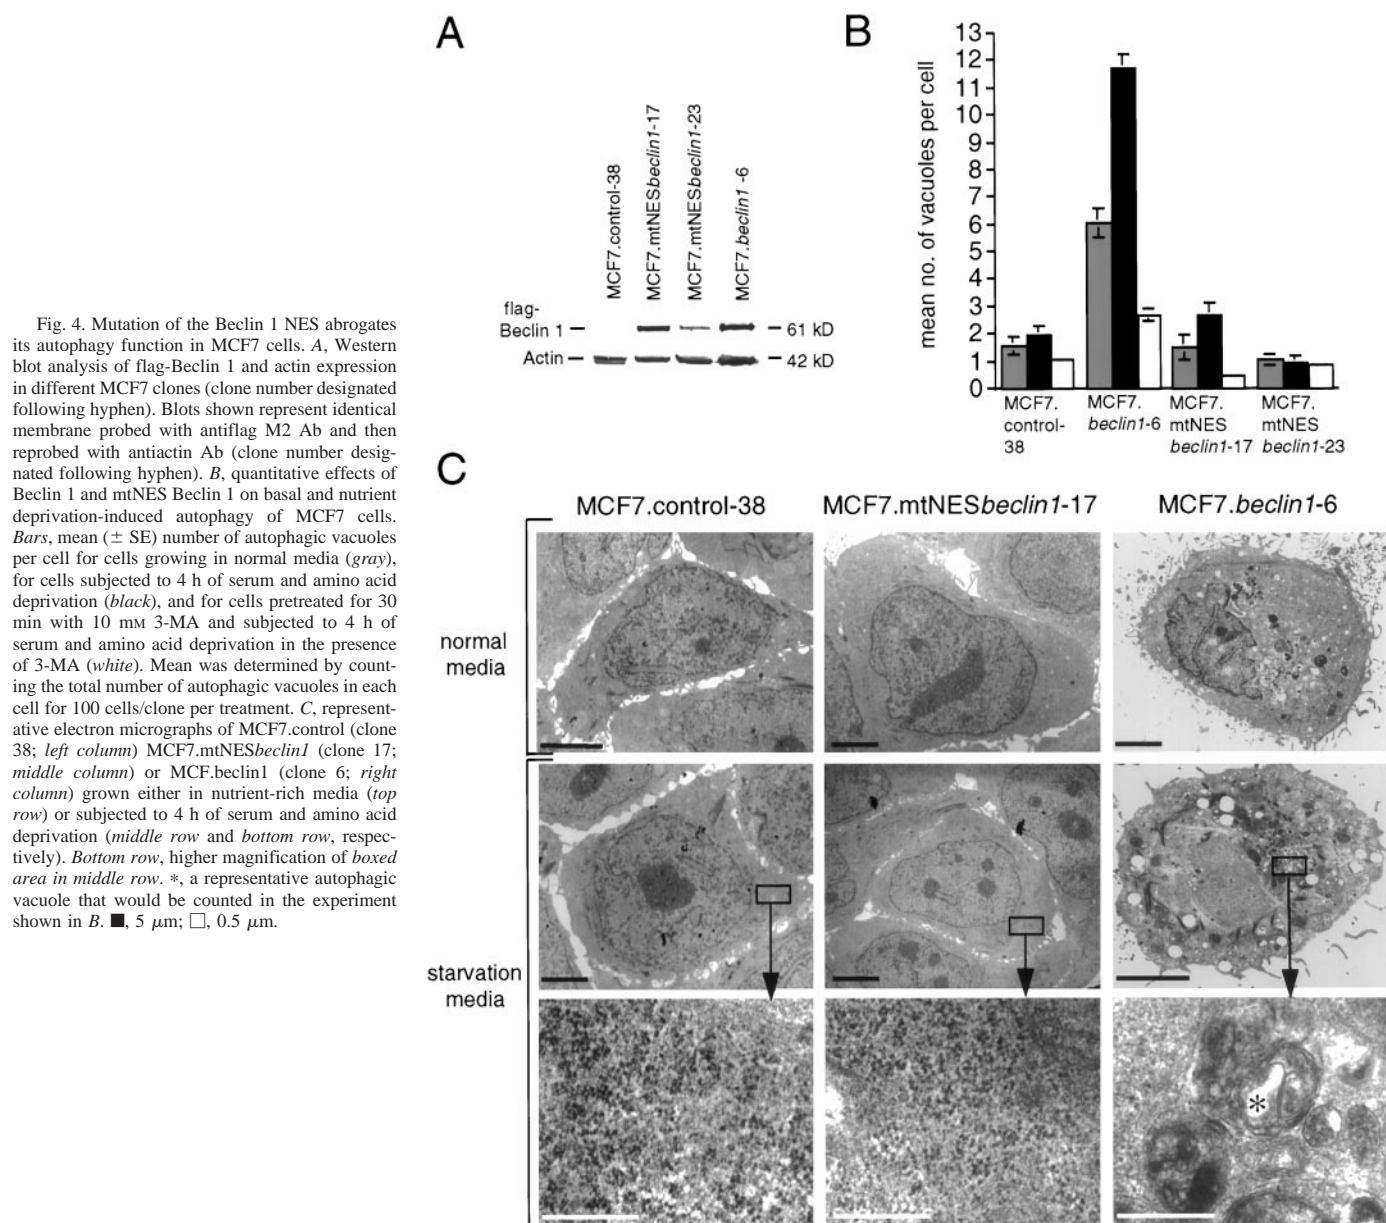 A
MCF7.control-38
MCF7.mtNESbeclin1-17
MCF7.mtNESbeclin1-23
MCF7.beclin1 -6
flag-
Beclin 1
61 kD
Actin
42 kD
B
mean no. of vacuoles per cell
13
12
11
10
9
8
7
6
5
4
3
2
1
0
MCF7.
control-
38
MCF7.
beclin1-6
MCF7.
mtNES
beclin1-17
MCF7.
mtNES
beclin1-23
Fig. 4. Mutation of the Beclin 1 NES abrogates
its autophagy function in MCF7 cells. A, Western
blot analysis of flag-Beclin 1 and actin expression
in different MCF7 clones (clone number designated
following hyphen). Blots shown represent identical
membrane probed with antiflag M2 Ab and then
reprobed with antiactin Ab (clone number desig-
nated following hyphen). B, quantitative effects of
Beclin 1 and mtNES Beclin 1 on basal and nutrient
deprivation-induced autophagy of MCF7 cells.
Bars, mean (± SE) number of autophagic vacuoles
per cell for cells growing in normal media (gray),
for cells subjected to 4 h of serum and amino acid
deprivation (black), and for cells pretreated for 30
min with 10 mM 3-MA and subjected to 4 h of
serum and amino acid deprivation in the presence
of 3-MA (white). Mean was determined by count-
ing the total number of autophagic vacuoles in each
cell for 100 cells/clone per treatment. C, represent-
ative electron micrographs of MCF7.control (clone
38; left column) MCF7.mtNESbeclin1 (clone 17;
middle column) or MCF.beclin1 (clone 6; right
column) grown either in nutrient-rich media (top
row) or subjected to 4 h of serum and amino acid
deprivation (middle row and bottom row, respec-
tively). Bottom row, higher magnification of boxed
area in middle row. *, a representative autophagic
vacuole that would be counted in the experiment
shown in B. ■, 5 μm; □, 0.5 μm.
C
MCF7.control-38
MCF7.mtNESbeclin1-17
MCF7.beclin1-6
normal
media
starvation
media
*